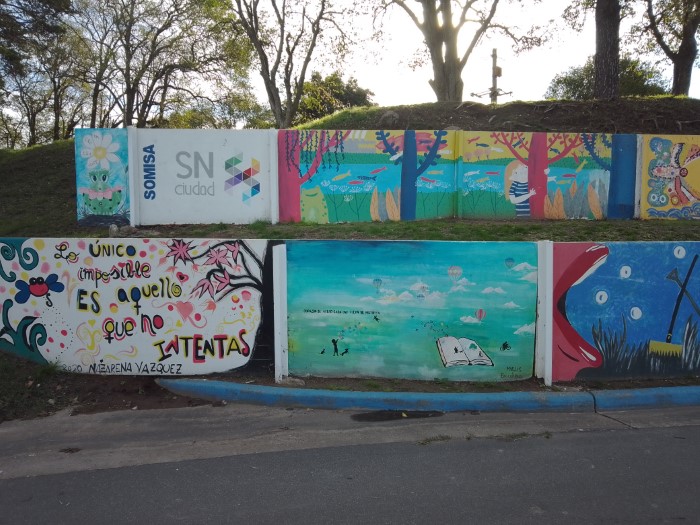 SOMISA
SN
ciudad
Lo ÚNICO
imposible
ES aquello
QUE no
INTENTAS
NAZARENA VAZQUEZ